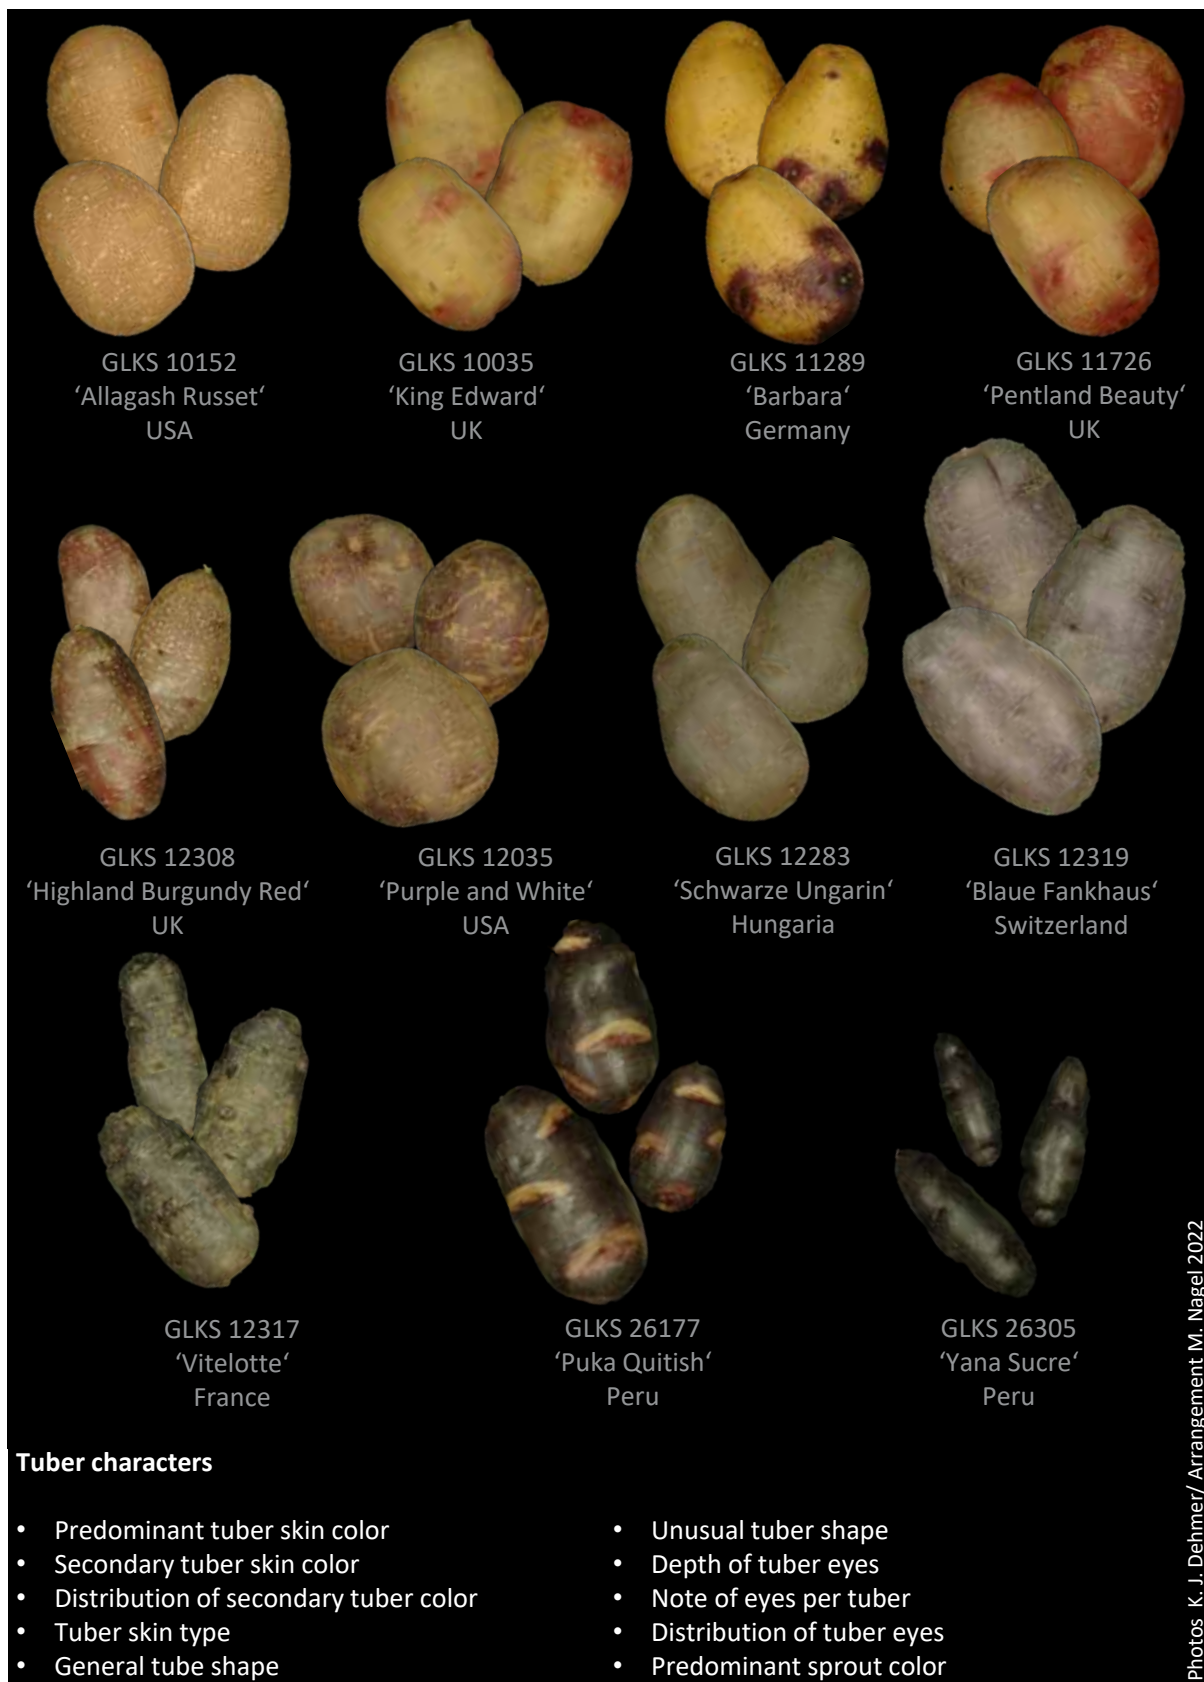 GLKS 10152
‘Allagash Russet‘
USA
GLKS 10035
‘King Edward‘
UK
GLKS 11289
‘Barbara‘
Germany
GLKS 11726
‘Pentland Beauty‘
UK
GLKS 12308
‘Highland Burgundy Red‘
UK
GLKS 12035
‘Purple and White‘
USA
GLKS 12283
‘Schwarze Ungarin‘
Hungaria
GLKS 12319
‘Blaue Fankhaus‘
Switzerland
GLKS 12317
‘Vitelotte‘
France
GLKS 26177
‘Puka Quitish‘
Peru
GLKS 26305
‘Yana Sucre‘
Peru
Tuber characters
• Predominant tuber skin color
• Secondary tuber skin color
• Distribution of secondary tuber color
• Tuber skin type
• General tube shape
• Unusual tuber shape
• Depth of tuber eyes
• Note of eyes per tuber
• Distribution of tuber eyes
• Predominant sprout color
Photos K. J. Dehmer/ Arrangement M. Nagel 2022